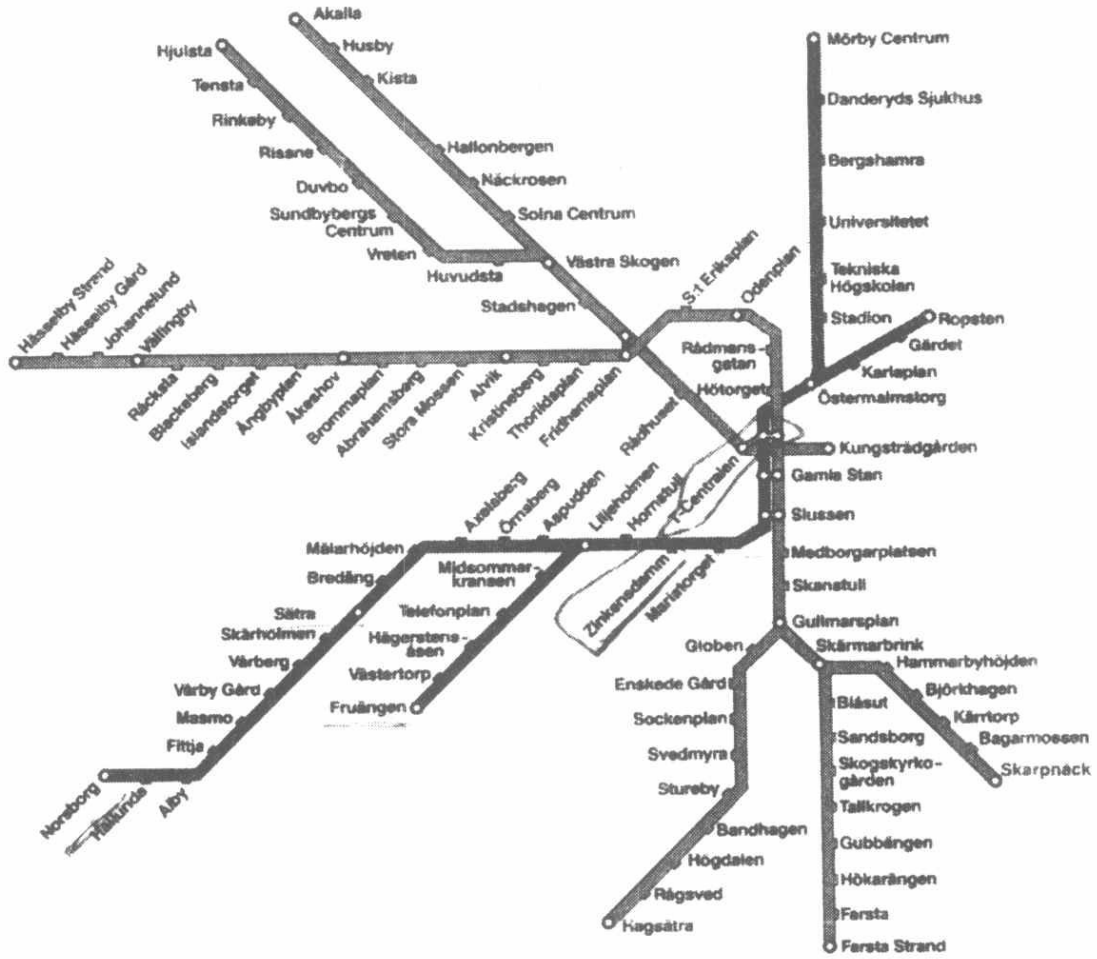 Akalla
Husby
Kista
Hallonbergen
Näckrosen
Solna Centrum
Hjulsta
Tensta
Rinkeby
Rissne
Duvbo
Sundbybergs
Centrum
Vreten
Huvudsta
Västra Skogen
Stadshagen
Mörby Centrum
Danderyds Sjukhus
Bergshamra
Universitetet
Tekniska
Högskolan
Stadion
Ropsten
Gärdet
Karlaplan
Östermalmstorg
Hässelby Strand
Hässelby Gård
Johannelund
Vällingby
Råcksta
Blackeberg
Islandstorget
Ängbyplan
Åkeshov
Brommaplan
Abrahamsberg
Stora Mossen
Alvik
Kristineberg
Thorildsplan
Fridhemsplan
S:t Eriksplan
Odenplan
Rådmans-
gatan
Hötorget
Rådhuset
T-Centralen
Kungsträdgården
Gamla Stan
Slussen
Medborgarplatsen
Skanstull
Gullmarsplan
Skärmarbrink
Axelsberg
Örnsberg
Aspudden
Liljeholmen
Hornstull
Zinkensdamm
Mariatorget
Mälarhöjden
Bredäng
Sätra
Skärholmen
Vårberg
Vårby Gård
Masmo
Fittja
Norsborg
Hallunda
Alby
Midsommar-
kransen
Telefonplan
Hägerstens-
åsen
Västertorp
Fruängen
Globen
Enskede Gård
Sockenplan
Svedmyra
Stureby
Bandhagen
Högdalen
Rågsved
Hagsätra
Hammarbyhöjden
Björkhagen
Kärrtorp
Bagarmossen
Skarpnäck
Blåsut
Sandsborg
Skogskyrko-
gården
Tallkrogen
Gubbängen
Hökarängen
Farsta
Farsta Strand